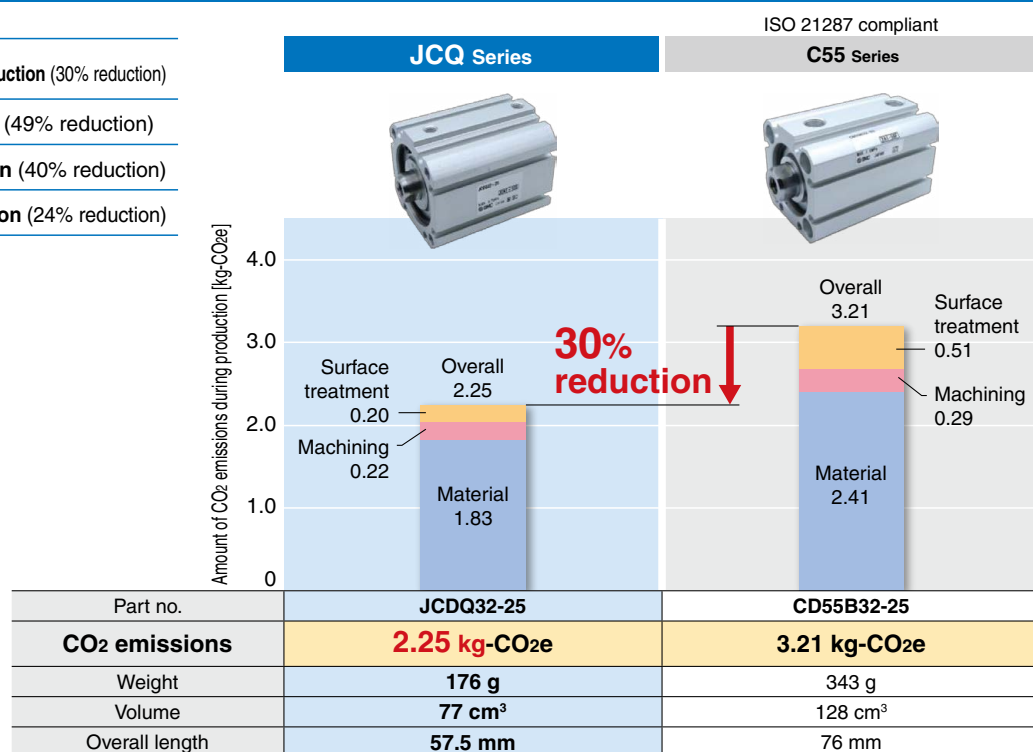 uction (30% reduction)
(49% reduction)
n (40% reduction)
on (24% reduction)
ISO 21287 compliant
JCQ Series
C55 Series
Amount of CO2 emissions during production [kg-CO2e]
4.0
3.0
2.0
1.0
0
Surface
treatment
0.20
Machining
0.22
Overall
2.25
Material
1.83
30%
reduction
Overall
3.21
Surface
treatment
0.51
Machining
0.29
Material
2.41
Part no. JCDQ32-25 CD55B32-25
CO2 emissions 2.25 kg-CO2e 3.21 kg-CO2e
Weight 176 g 343 g
Volume 77 cm³ 128 cm³
Overall length 57.5 mm 76 mm